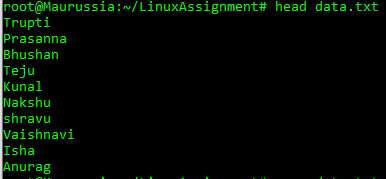 root@Maurussia:~/LinuxAssignment# head data.txt
Trupti
Prasanna
Bhushan
Teju
Kunal
Nakshu
shravu
Vaishnavi
Isha
Anurag